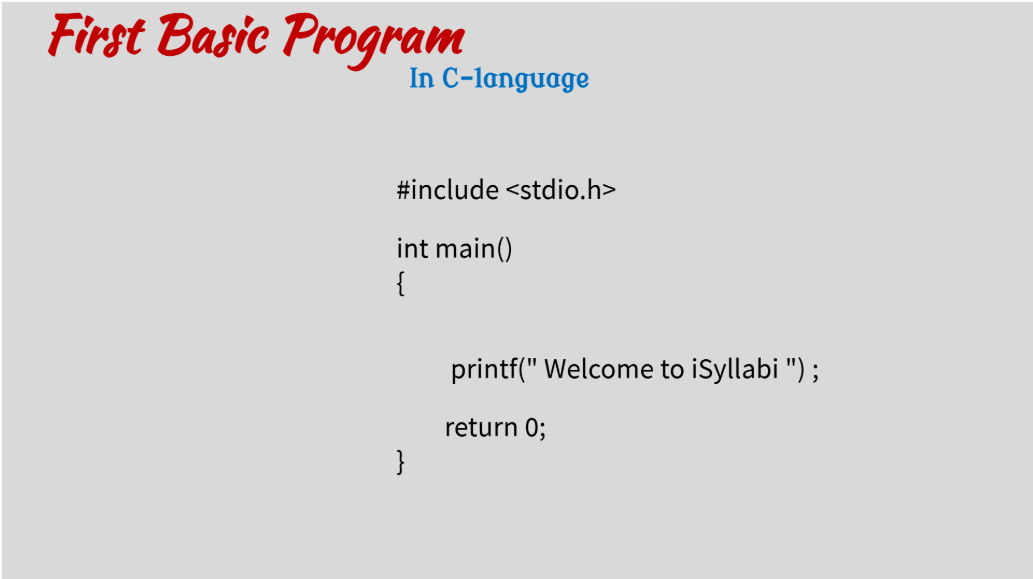 First Basic Program
In C-language
#include <stdio.h>
int main()
{
printf(" Welcome to iSyllabi ") ;
return 0;
}